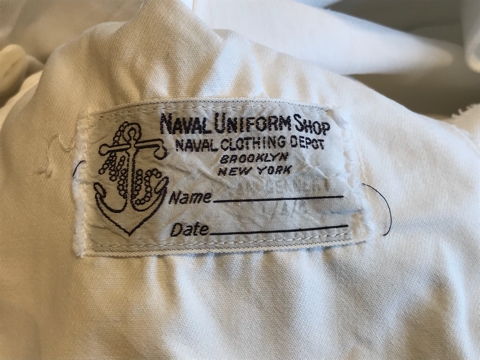 NAVAL UNIFORM SHOP
NAVAL CLOTHING DEPOT
BROOKLYN
NEW YORK
Name
Date